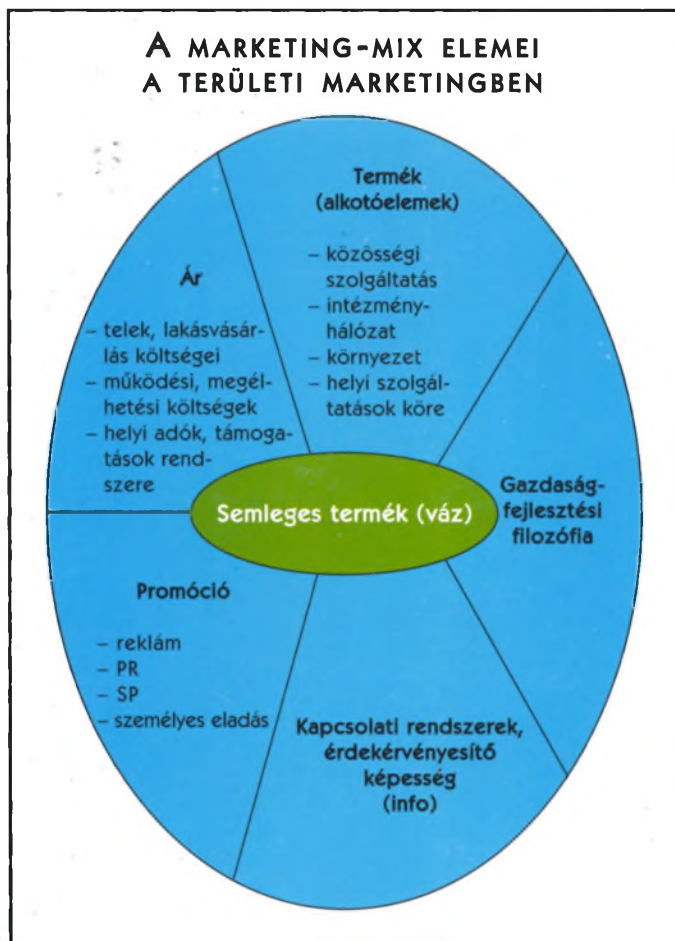 A MARKETING-MIX ELEMEI
A TERÜLETI MARKETINGBEN
Termék
(alkotóelemek)
– közösségi
szolgáltatás
– intézmény-
hálózat
– környezet
– helyi szolgál-
tatások köre
Ár
– telek, lakásvásár-
lás költségei
– működési, megél-
hetési költségek
– helyi adók, támoga-
tások rend-
szere
Semleges termék (váz)
Gazdaság-
fejlesztési
filozófia
Promóció
– reklám
– PR
– SP
– személyes eladás
Kapcsolati rendszerek,
érdekérvényesítő
képesség
(info)